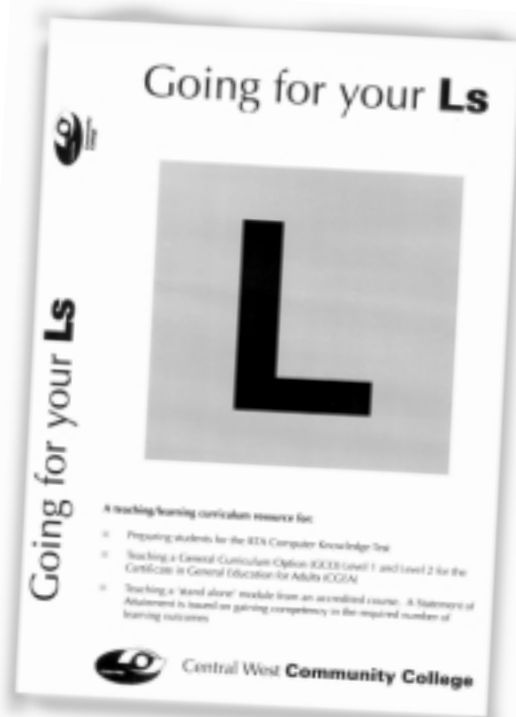 Going for your Ls
Going for your Ls
L
A teaching/learning curriculum resource for:
Preparing students for the RTA Computer Knowledge Test
Teaching a General Curriculum Option (GCO) Level 1 and Level 2 for the
Certificate in General Education for Adults (CGEA)
Teaching a 'stand alone' module from an accredited course. A Statement of
Attainment is issued on gaining competency in the required number of
learning outcomes
Central West Community College